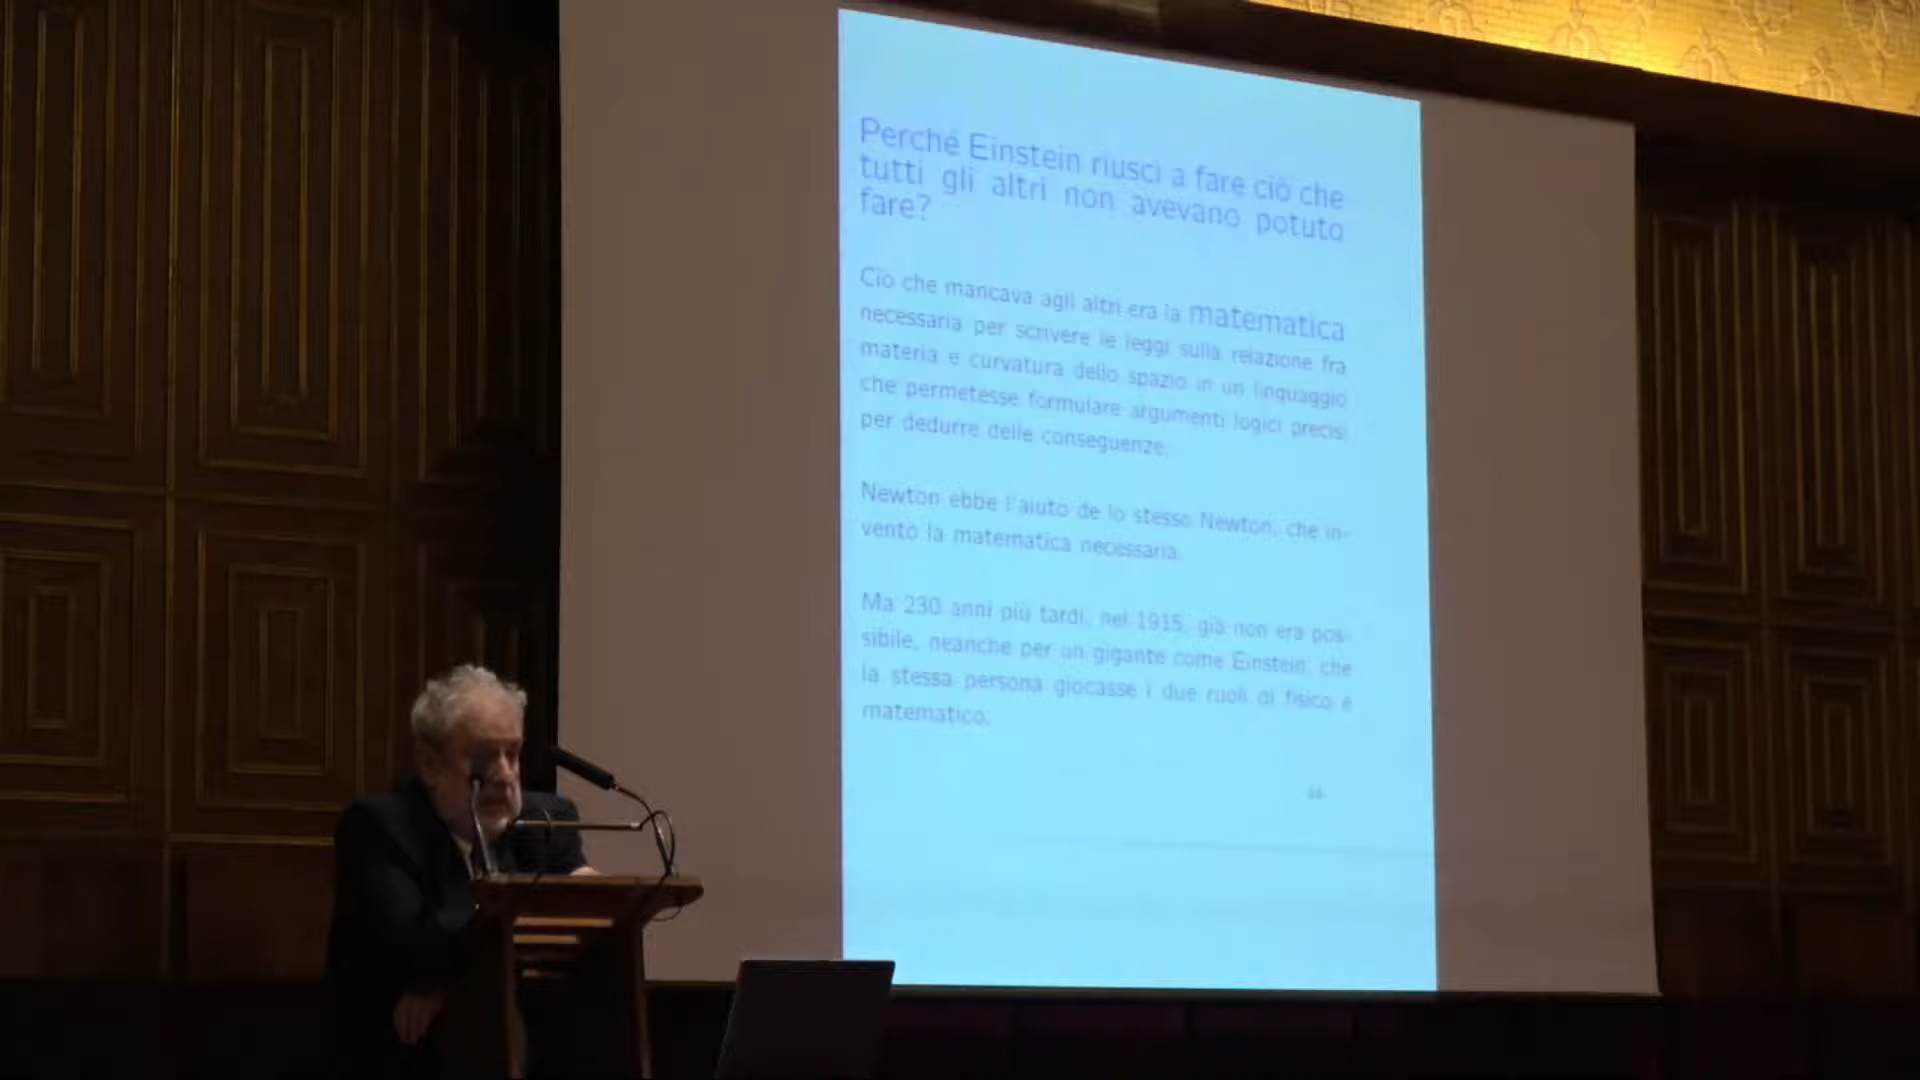 Perché Einstein riuscì a fare ciò che
tutti gli altri non avevano potuto
fare?
Ciò che mancava agli altri era la matematica
necessaria per scrivere le leggi sulla relazione fra
materia e curvatura dello spazio in un linguaggio
che permetesse formulare argumenti logici precisi
per dedurre delle conseguenze.
Newton ebbe l'aiuto de lo stesso Newton, che in-
ventò la matematica necessaria.
Ma 230 anni più tardi, nel 1915, già non era pos-
sibile, neanche per un gigante come Einstein, che
la stessa persona giocasse i due ruoli di fisico e
matematico.